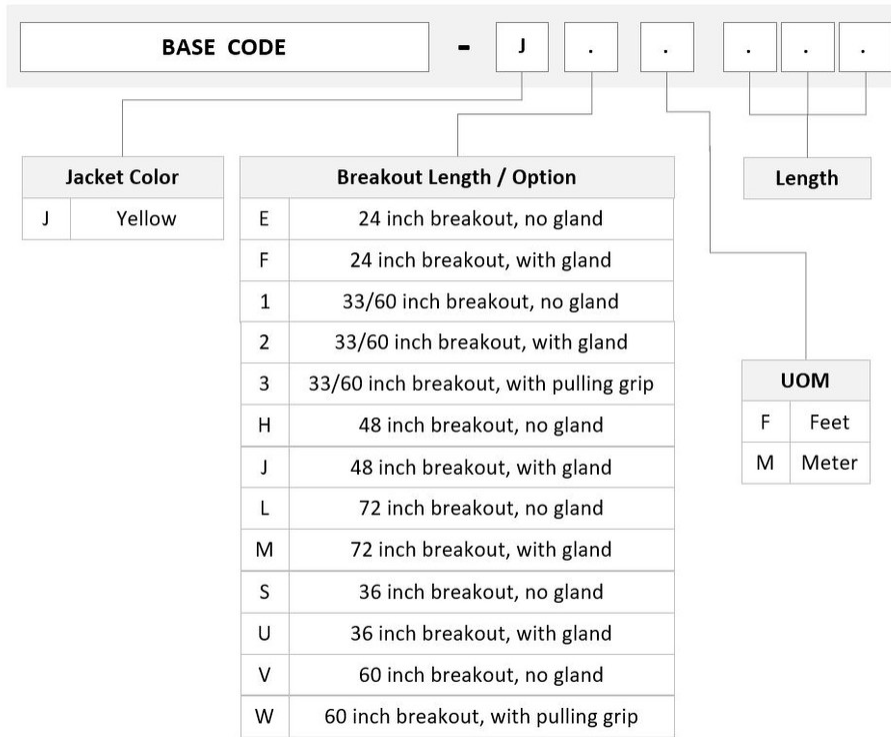 BASE CODE - J . . . . .
Jacket Color
J Yellow
Breakout Length / Option
E 24 inch breakout, no gland
F 24 inch breakout, with gland
1 33/60 inch breakout, no gland
2 33/60 inch breakout, with gland
3 33/60 inch breakout, with pulling grip
H 48 inch breakout, no gland
J 48 inch breakout, with gland
L 72 inch breakout, no gland
M 72 inch breakout, with gland
S 36 inch breakout, no gland
U 36 inch breakout, with gland
V 60 inch breakout, no gland
W 60 inch breakout, with pulling grip
Length
UOM
F Feet
M Meter